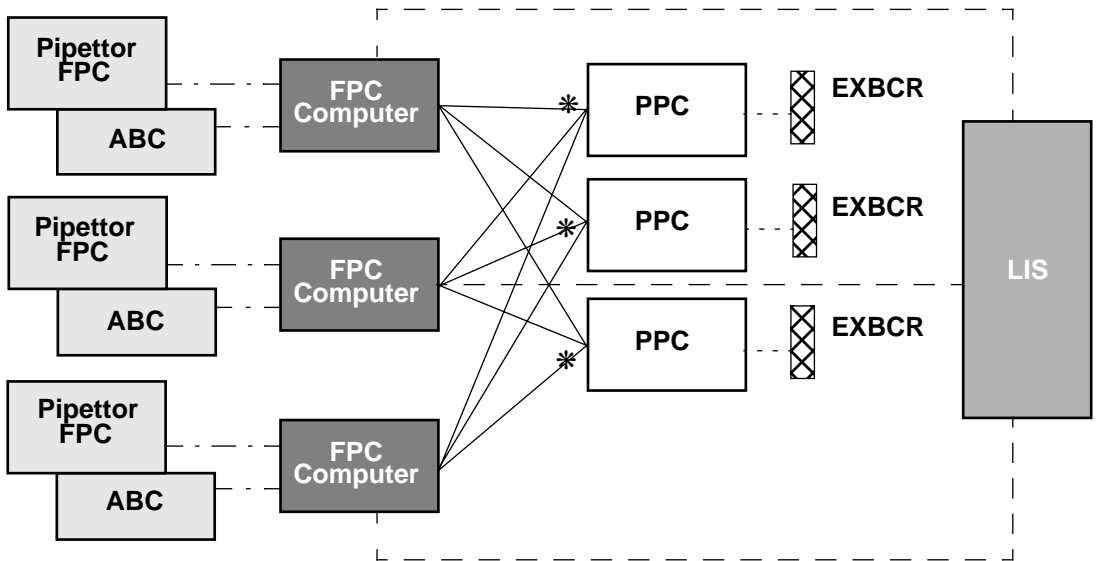 Pipettor
FPC
ABC
FPC
Computer
PPC
EXBCR
Pipettor
FPC
ABC
FPC
Computer
PPC
EXBCR
LIS
Pipettor
FPC
ABC
FPC
Computer
PPC
EXBCR